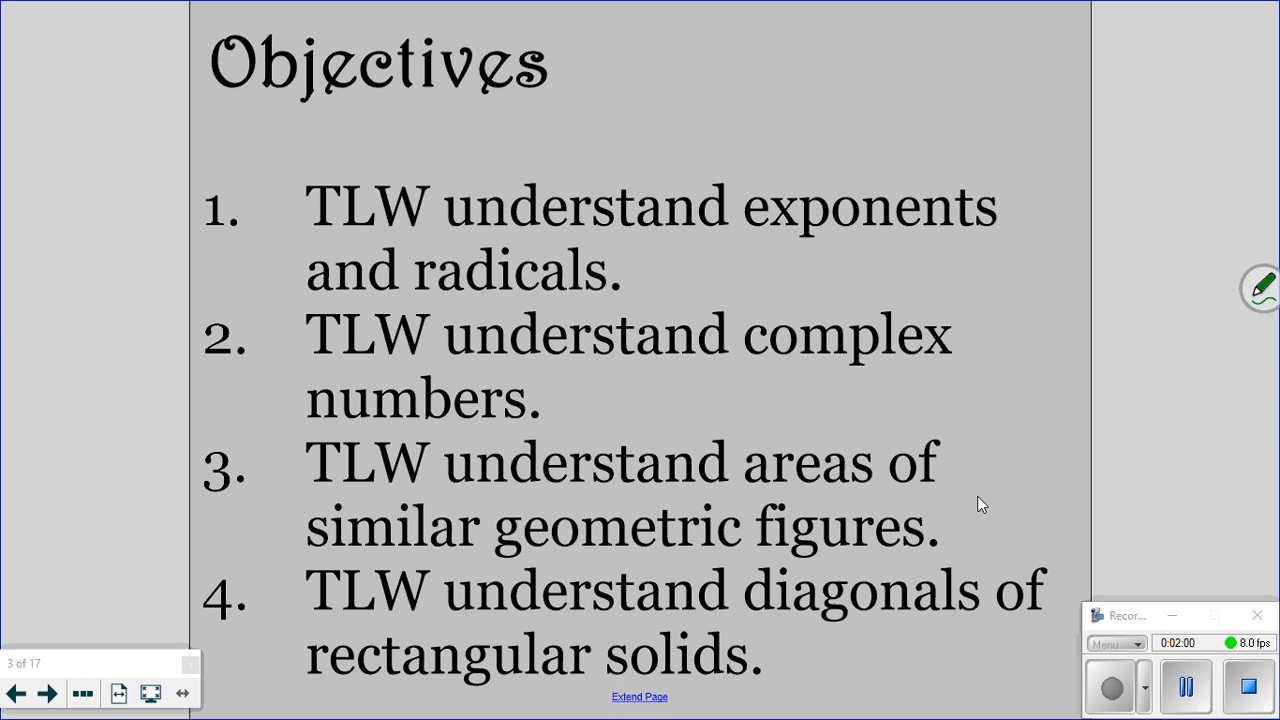 Objectives
1. TLW understand exponents
and radicals.
2. TLW understand complex
numbers.
3. TLW understand areas of
similar geometric figures.
4. TLW understand diagonals of
rectangular solids.
Extend Page
3 of 17
Recor...
Menu
0:02:00
8.0 fps